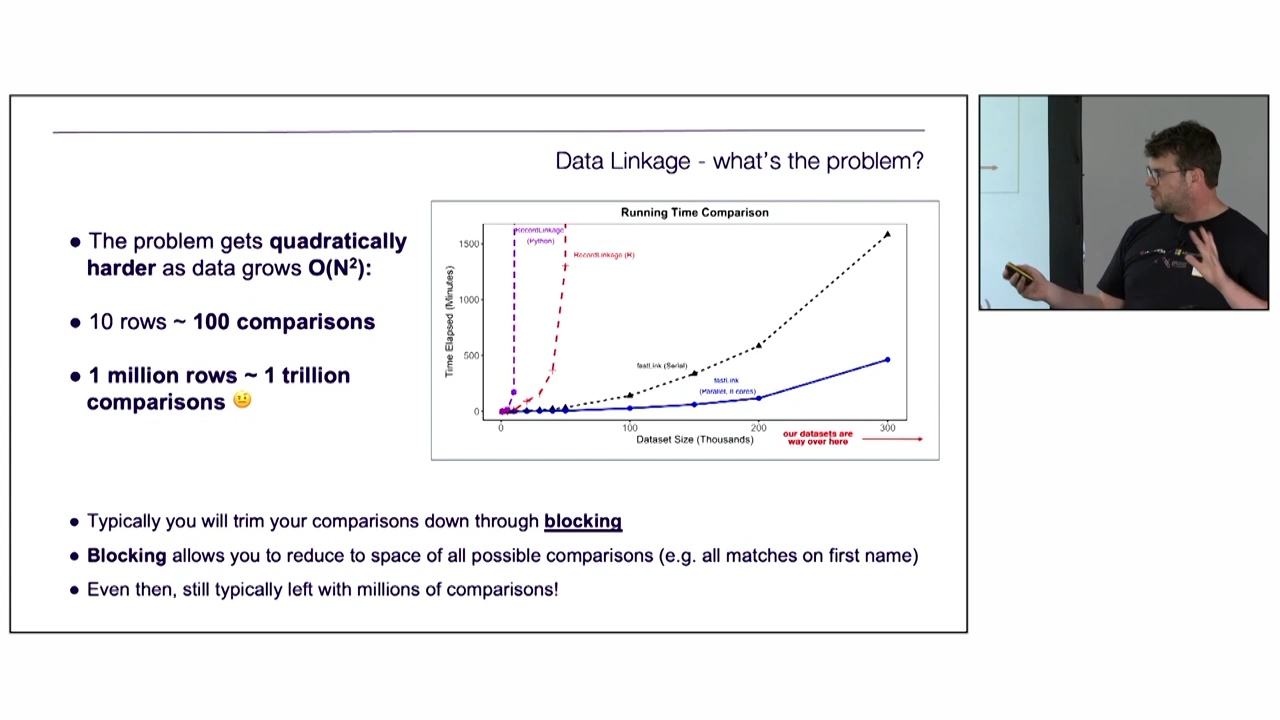 Data Linkage - what's the problem?
● The problem gets quadratically
harder as data grows O(N²):
● 10 rows ~ 100 comparisons
● 1 million rows ~ 1 trillion
comparisons 🤨
Running Time Comparison
Time Elapsed (Minutes)
1500
1000
500
0
RecordLinkage
(Python)
RecordLinkage (R)
fastLink (Serial)
fastLink
(Parallel, 8 cores)
0
100
200
300
Dataset Size (Thousands)
our datasets are
way over here
● Typically you will trim your comparisons down through blocking
● Blocking allows you to reduce to space of all possible comparisons (e.g. all matches on first name)
● Even then, still typically left with millions of comparisons!